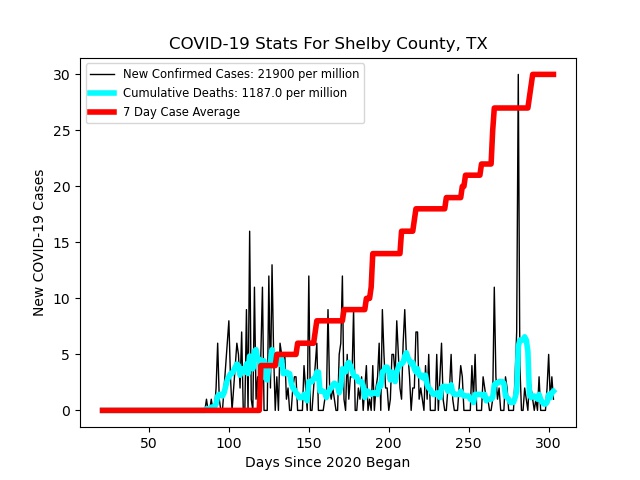 COVID-19 Stats For Shelby County, TX
New Confirmed Cases: 21900 per million
Cumulative Deaths: 1187.0 per million
7 Day Case Average
30
25
20
15
10
5
0
New COVID-19 Cases
50 100 150 200 250 300
Days Since 2020 Began